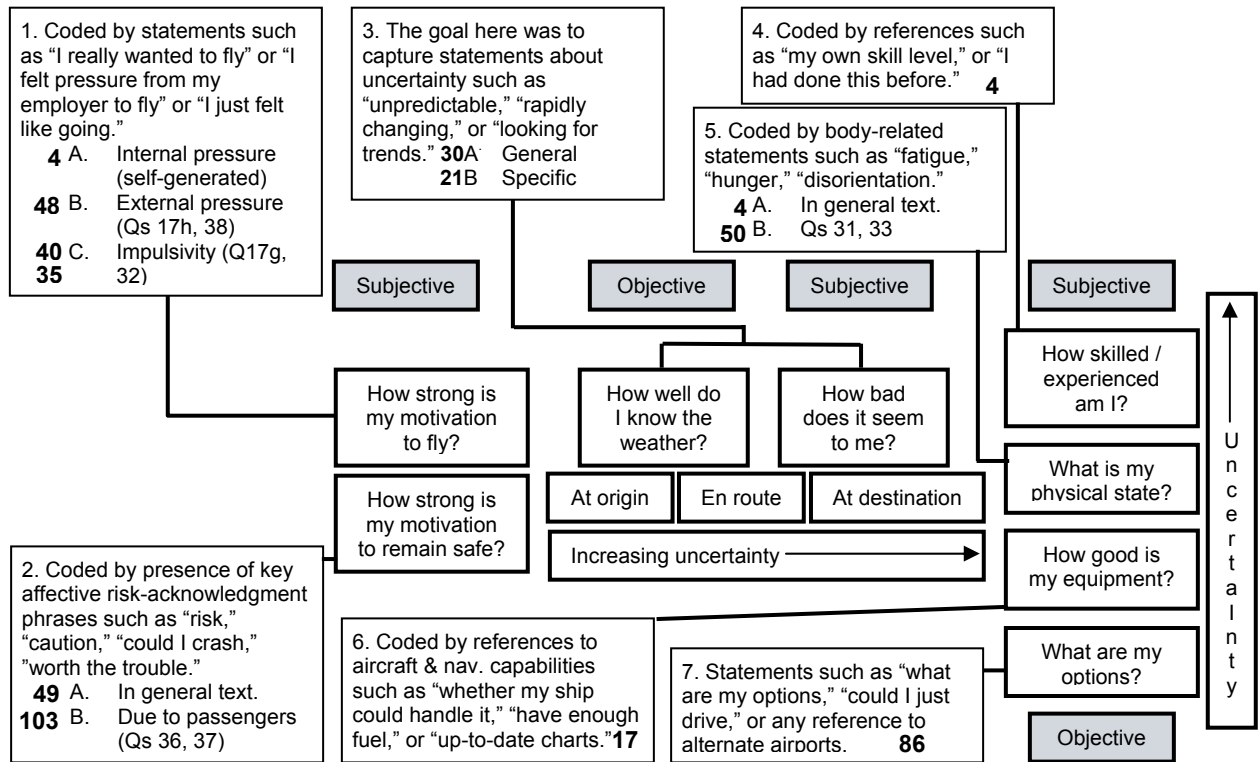 1. Coded by statements such
as “I really wanted to fly” or “I
felt pressure from my
employer to fly” or “I just felt
like going.”
4 A. Internal pressure
(self-generated)
48 B. External pressure
(Qs 17h, 38)
40 C. Impulsivity (Q17g,
35 32)
3. The goal here was to
capture statements about
uncertainty such as
“unpredictable,” “rapidly
changing,” or “looking for
trends.” 30A General
21B Specific
4. Coded by references such
as “my own skill level,” or “I
had done this before.” 4
5. Coded by body-related
statements such as “fatigue,”
“hunger,” “disorientation.”
4 A. In general text.
50 B. Qs 31, 33
Subjective
Objective
Subjective
Subjective
How strong is
my motivation
to fly?
How well do
I know the
weather?
How bad
does it seem
to me?
How skilled /
experienced
am I?
How strong is
my motivation
to remain safe?
At origin
En route
At destination
Increasing uncertainty
What is my
physical state?
How good is
my equipment?
What are my
options?
Objective
UncertaInty
2. Coded by presence of key
affective risk-acknowledgment
phrases such as “risk,”
“caution,” “could I crash,”
”worth the trouble.”
49 A. In general text.
103 B. Due to passengers
(Qs 36, 37)
6. Coded by references to
aircraft & nav. capabilities
such as “whether my ship
could handle it,” “have enough
fuel,” or “up-to-date charts.”17
7. Statements such as “what
are my options,” “could I just
drive,” or any reference to
alternate airports. 86